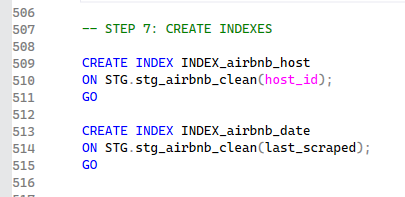 506
507 -- STEP 7: CREATE INDEXES
508
509 CREATE INDEX INDEX_airbnb_host
510 ON STG.stg_airbnb_clean(host_id);
511 GO
512
513 CREATE INDEX INDEX_airbnb_date
514 ON STG.stg_airbnb_clean(last_scraped);
515 GO
516